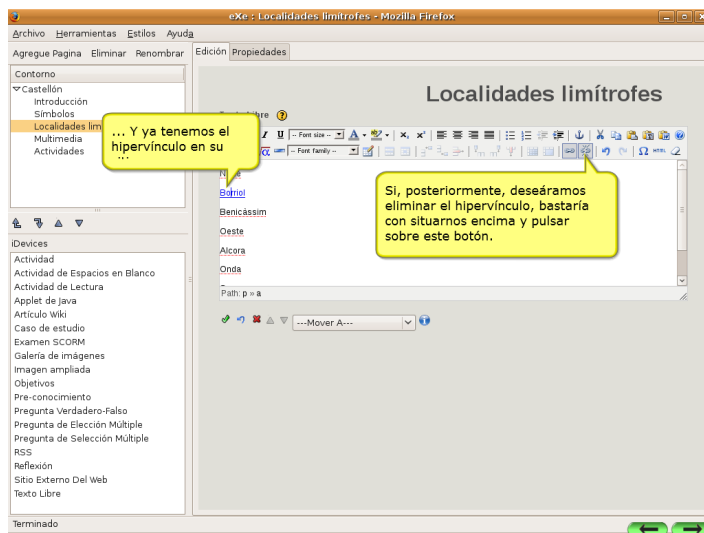 eXe : Localidades limítrofes - Mozilla Firefox
Archivo Herramientas Estilos Ayuda
Agregue Pagina Eliminar Renombrar
Edición Propiedades
Contorno
Castellón
Introducción
Símbolos
Localidades lim
Multimedia
Actividades
... Y ya tenemos el
hipervínculo en su
Localidades limítrofes
-- Font size --
-- Font family --
HTML
Borriol
Benicàssim
Oeste
Alcora
Onda
Path: p » a
Si, posteriormente, deseáramos
eliminar el hipervínculo, bastaría
con situarnos encima y pulsar
sobre este botón.
---Mover A---
iDevices
Actividad
Actividad de Espacios en Blanco
Actividad de Lectura
Applet de Java
Artículo Wiki
Caso de estudio
Examen SCORM
Galería de imágenes
Imagen ampliada
Objetivos
Pre-conocimiento
Pregunta Verdadero-Falso
Pregunta de Elección Múltiple
Pregunta de Selección Múltiple
RSS
Reflexión
Sitio Externo Del Web
Texto Libre
Terminado